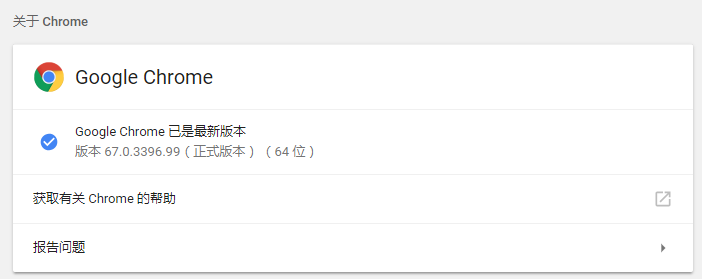 关于 Chrome
Google Chrome
Google Chrome 已是最新版本
版本 67.0.3396.99（正式版本）（64 位）
获取有关 Chrome 的帮助
报告问题